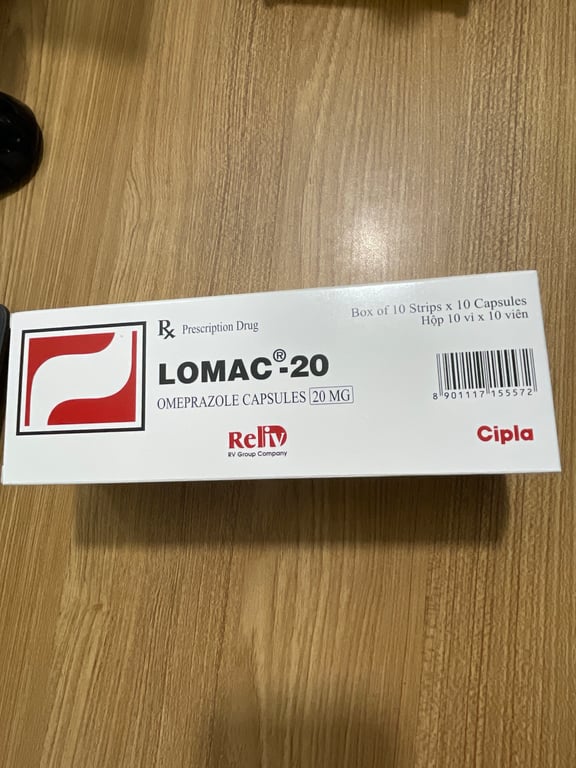 Rx Prescription Drug
Box of 10 Strips x 10 Capsules
Hộp 10 vỉ x 10 viên
LOMAC®-20
OMEPRAZOLE CAPSULES 20 MG
8 901117 155572
Reliv
RV Group Company
Cipla